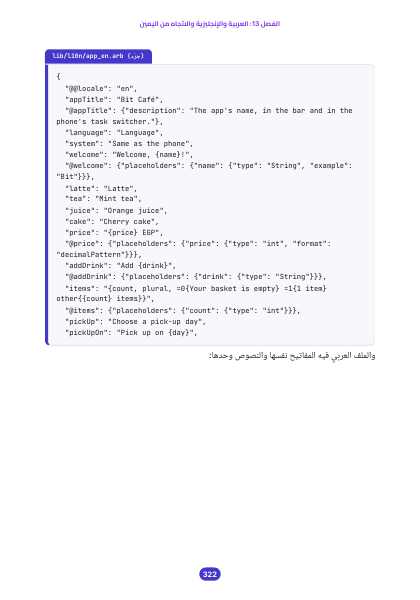 الفصل 13: العربية والإنجليزية والاتجاه من اليمين
lib/l10n/app_en.arb (جزء)
{
"@@locale": "en",
"appTitle": "Bit Café",
"@appTitle": {"description": "The app's name, in the bar and in the
phone's task switcher."},
"language": "Language",
"system": "Same as the phone",
"welcome": "Welcome, {name}!",
"@welcome": {"placeholders": {"name": {"type": "String", "example":
"Bit"}}},
"latte": "Latte",
"tea": "Mint tea",
"juice": "Orange juice",
"cake": "Cherry cake",
"price": "{price} EGP",
"@price": {"placeholders": {"price": {"type": "int", "format":
"decimalPattern"}}},
"addDrink": "Add {drink}",
"@addDrink": {"placeholders": {"drink": {"type": "String"}}},
"items": "{count, plural, =0{Your basket is empty} =1{1 item}
other{{count} items}}",
"@items": {"placeholders": {"count": {"type": "int"}}},
"pickUp": "Choose a pick-up day",
"pickUpOn": "Pick up on {day}",
والملف العربي فيه المفاتيح نفسها والنصوص وحدها:
322